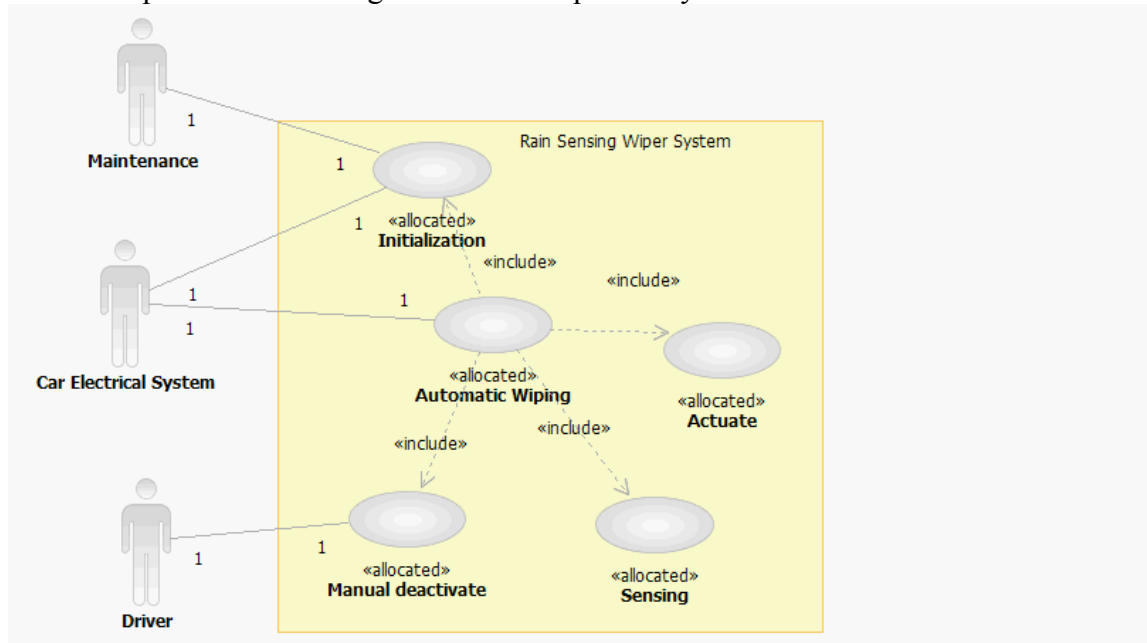 Rain Sensing Wiper System
1
Maintenance
1
«allocated»
Initialization
1
«include»
«include»
1
1
1
Car Electrical System
«allocated»
Automatic Wiping
«allocated»
Actuate
«include»
«include»
1
1
«allocated»
Manual deactivate
«allocated»
Sensing
Driver